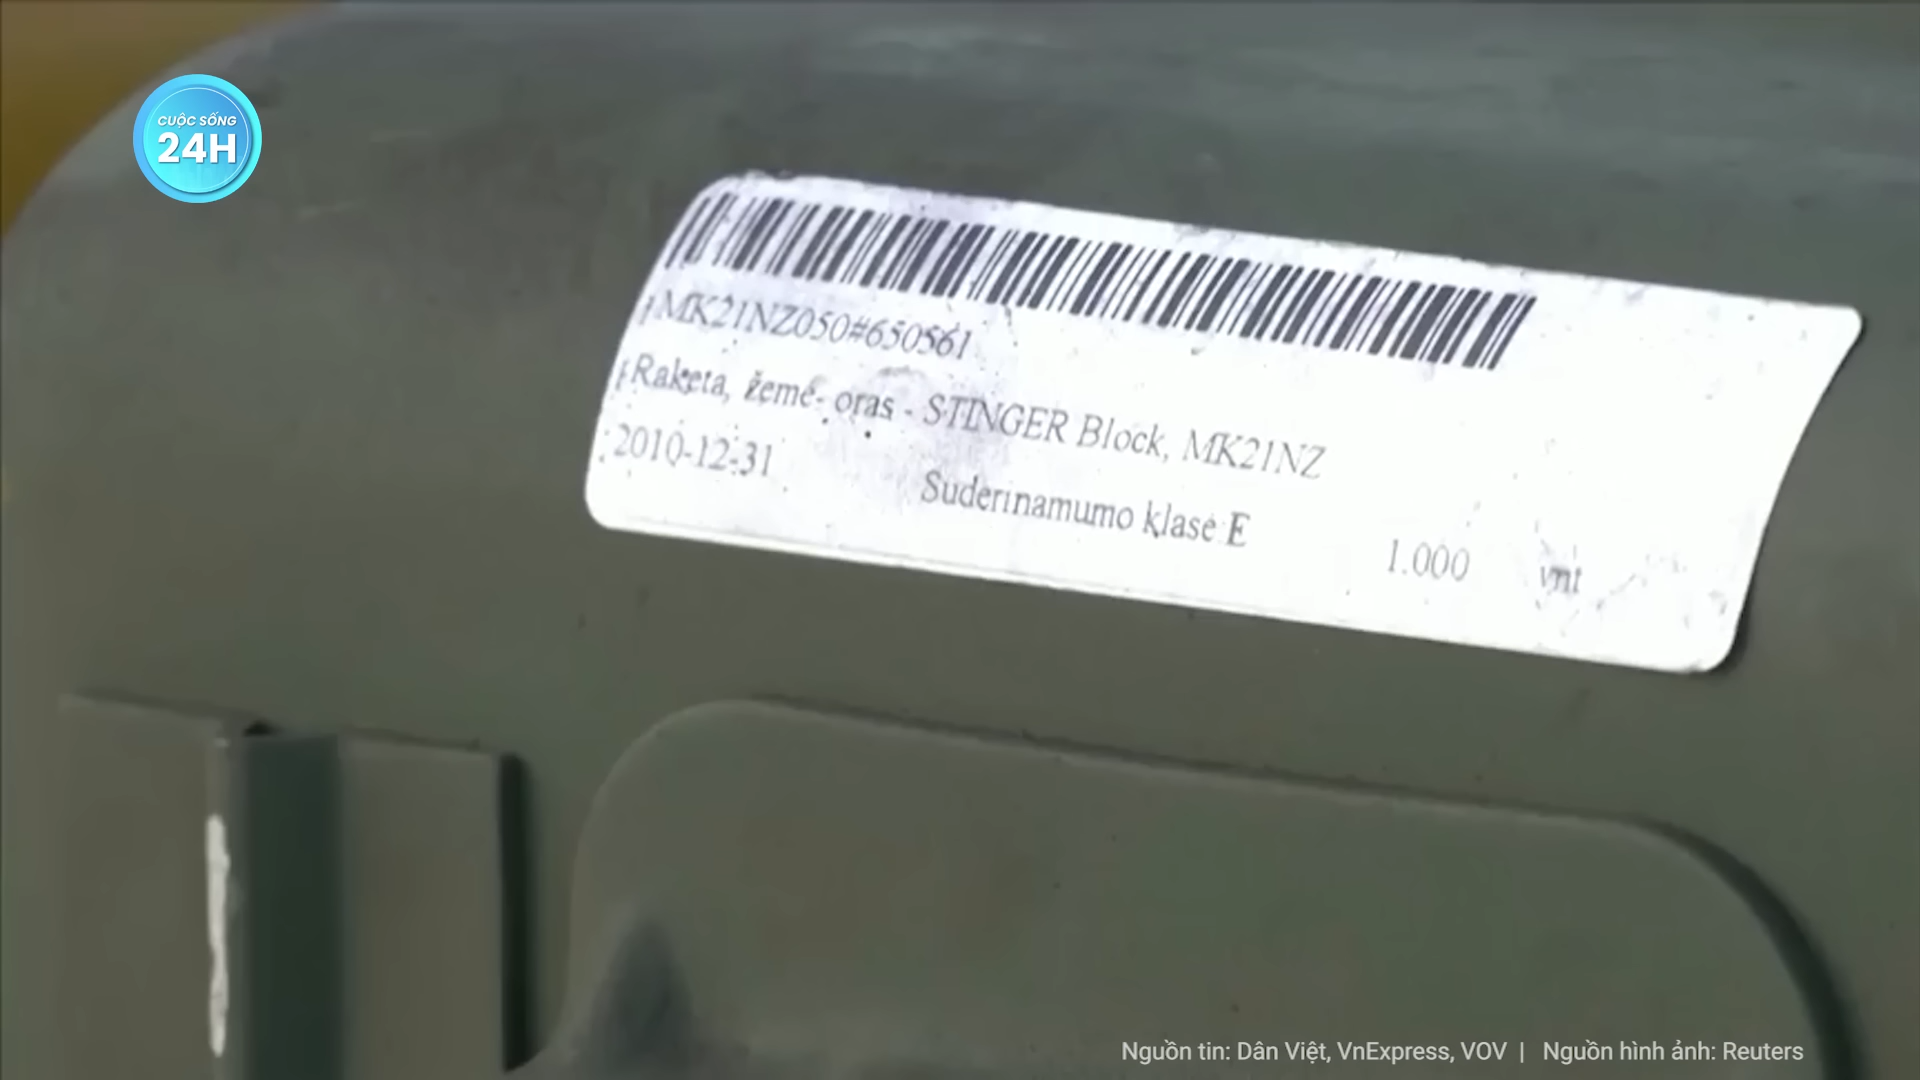 CUỘC SỐNG
24H
MK21NZ050#650561
Raketa, žemė- oras - STINGER Block, MK21NZ
2010-12-31
Suderinamumo klasė E
1.000 vnt
Nguồn tin: Dân Việt, VnExpress, VOV | Nguồn hình ảnh: Reuters